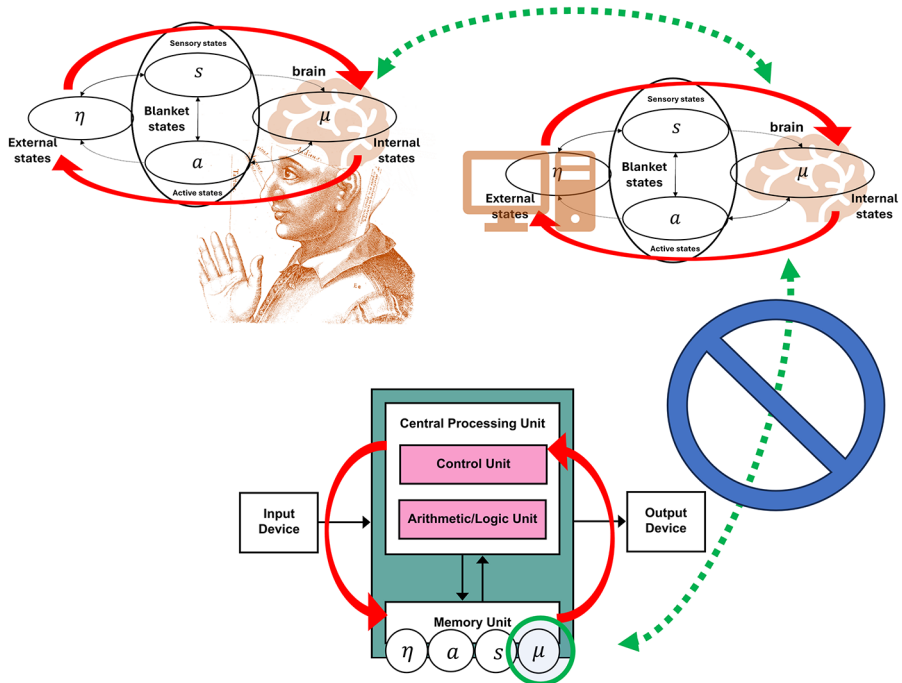 Sensory states
s
brain
η
Blanket
states
μ
External
states
Internal
states
a
Active states
Sensory states
s
brain
η
Blanket
states
μ
External
states
Internal
states
a
Active states
Central Processing Unit
Control Unit
Input
Device
Arithmetic/Logic Unit
Output
Device
Memory Unit
η a s μ